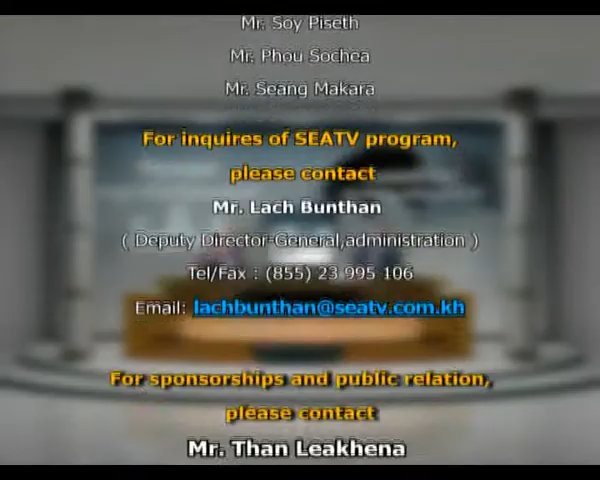 Mr. Soy Piseth
Mr. Phou Sochea
Mr. Seang Makara
For inquires of SEATV program,
please contact
Mr. Lach Bunthan
( Deputy Director-General,administration )
Tel/Fax : (855) 23 995 106
Email: lachbunthan@seatv.com.kh
For sponsorships and public relation,
please contact
Mr. Than Leakhena